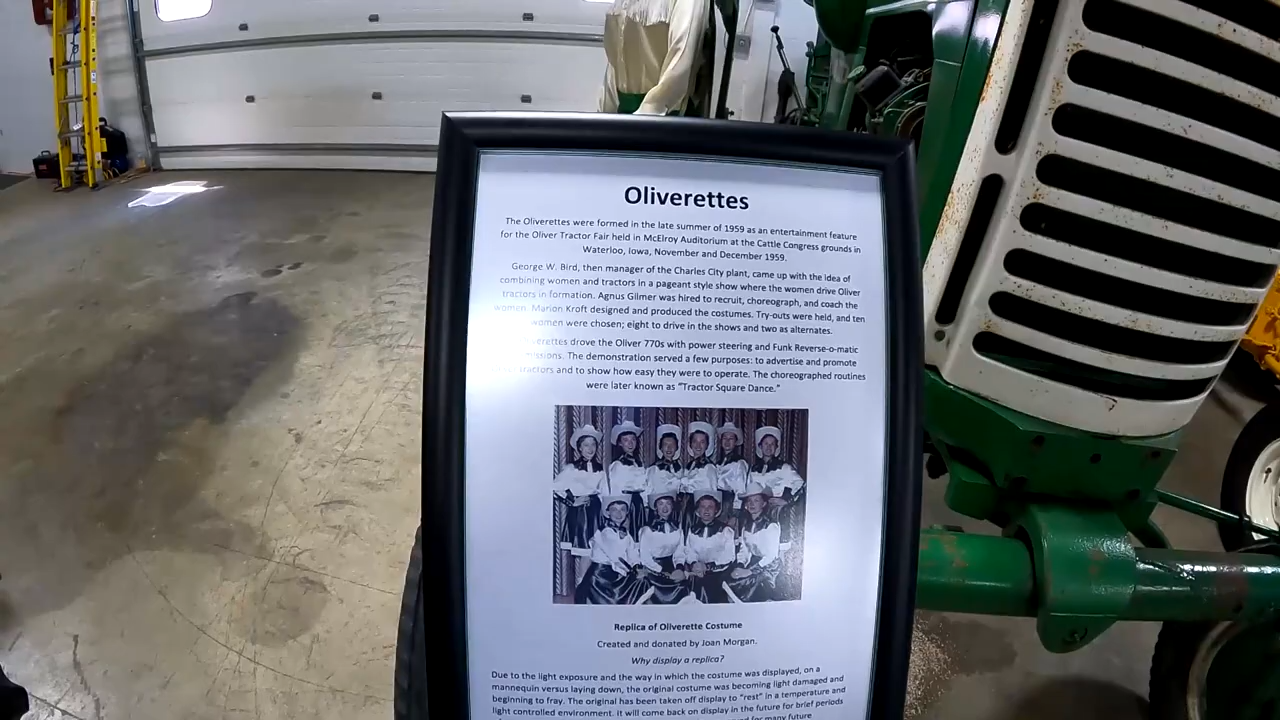 Oliverettes
The Oliverettes were formed in the late summer of 1959 as an entertainment feature
for the Oliver Tractor Fair held in McElroy Auditorium at the Cattle Congress grounds in
Waterloo, Iowa, November and December 1959.
George W. Bird, then manager of the Charles City plant, came up with the idea of
combining women and tractors in a pageant style show where the women drive Oliver
tractors in formation. Agnus Gilmer was hired to recruit, choreograph, and coach the
women. Marion Kroft designed and produced the costumes. Try-outs were held, and ten
women were chosen; eight to drive in the shows and two as alternates.
drove the Oliver 770s with power steering and Funk Reverse-o-matic
The demonstration served a few purposes: to advertise and promote
tractors and to show how easy they were to operate. The choreographed routines
were later known as "Tractor Square Dance."
Replica of Oliverette Costume
Created and donated by Joan Morgan.
Why display a replica?
Due to the light exposure and the way in which the costume was displayed, on a
mannequin versus laying down, the original costume was becoming light damaged and
beginning to fray. The original has been taken off display to "rest" in a temperature and
light controlled environment. It will come back on display in the future for brief periods
for many future